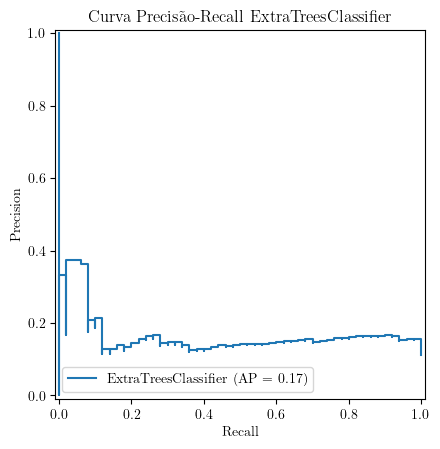 Curva Precisão-Recall ExtraTreesClassifier
1.0
0.8
0.6
0.4
0.2
0.0
Precision
ExtraTreesClassifier (AP = 0.17)
0.0 0.2 0.4 0.6 0.8 1.0
Recall